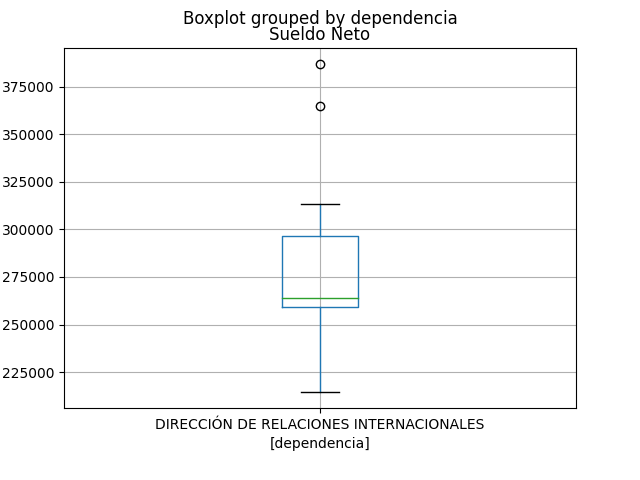 Boxplot grouped by dependencia
Sueldo Neto
375000
350000
325000
300000
275000
250000
225000
DIRECCIÓN DE RELACIONES INTERNACIONALES
[dependencia]